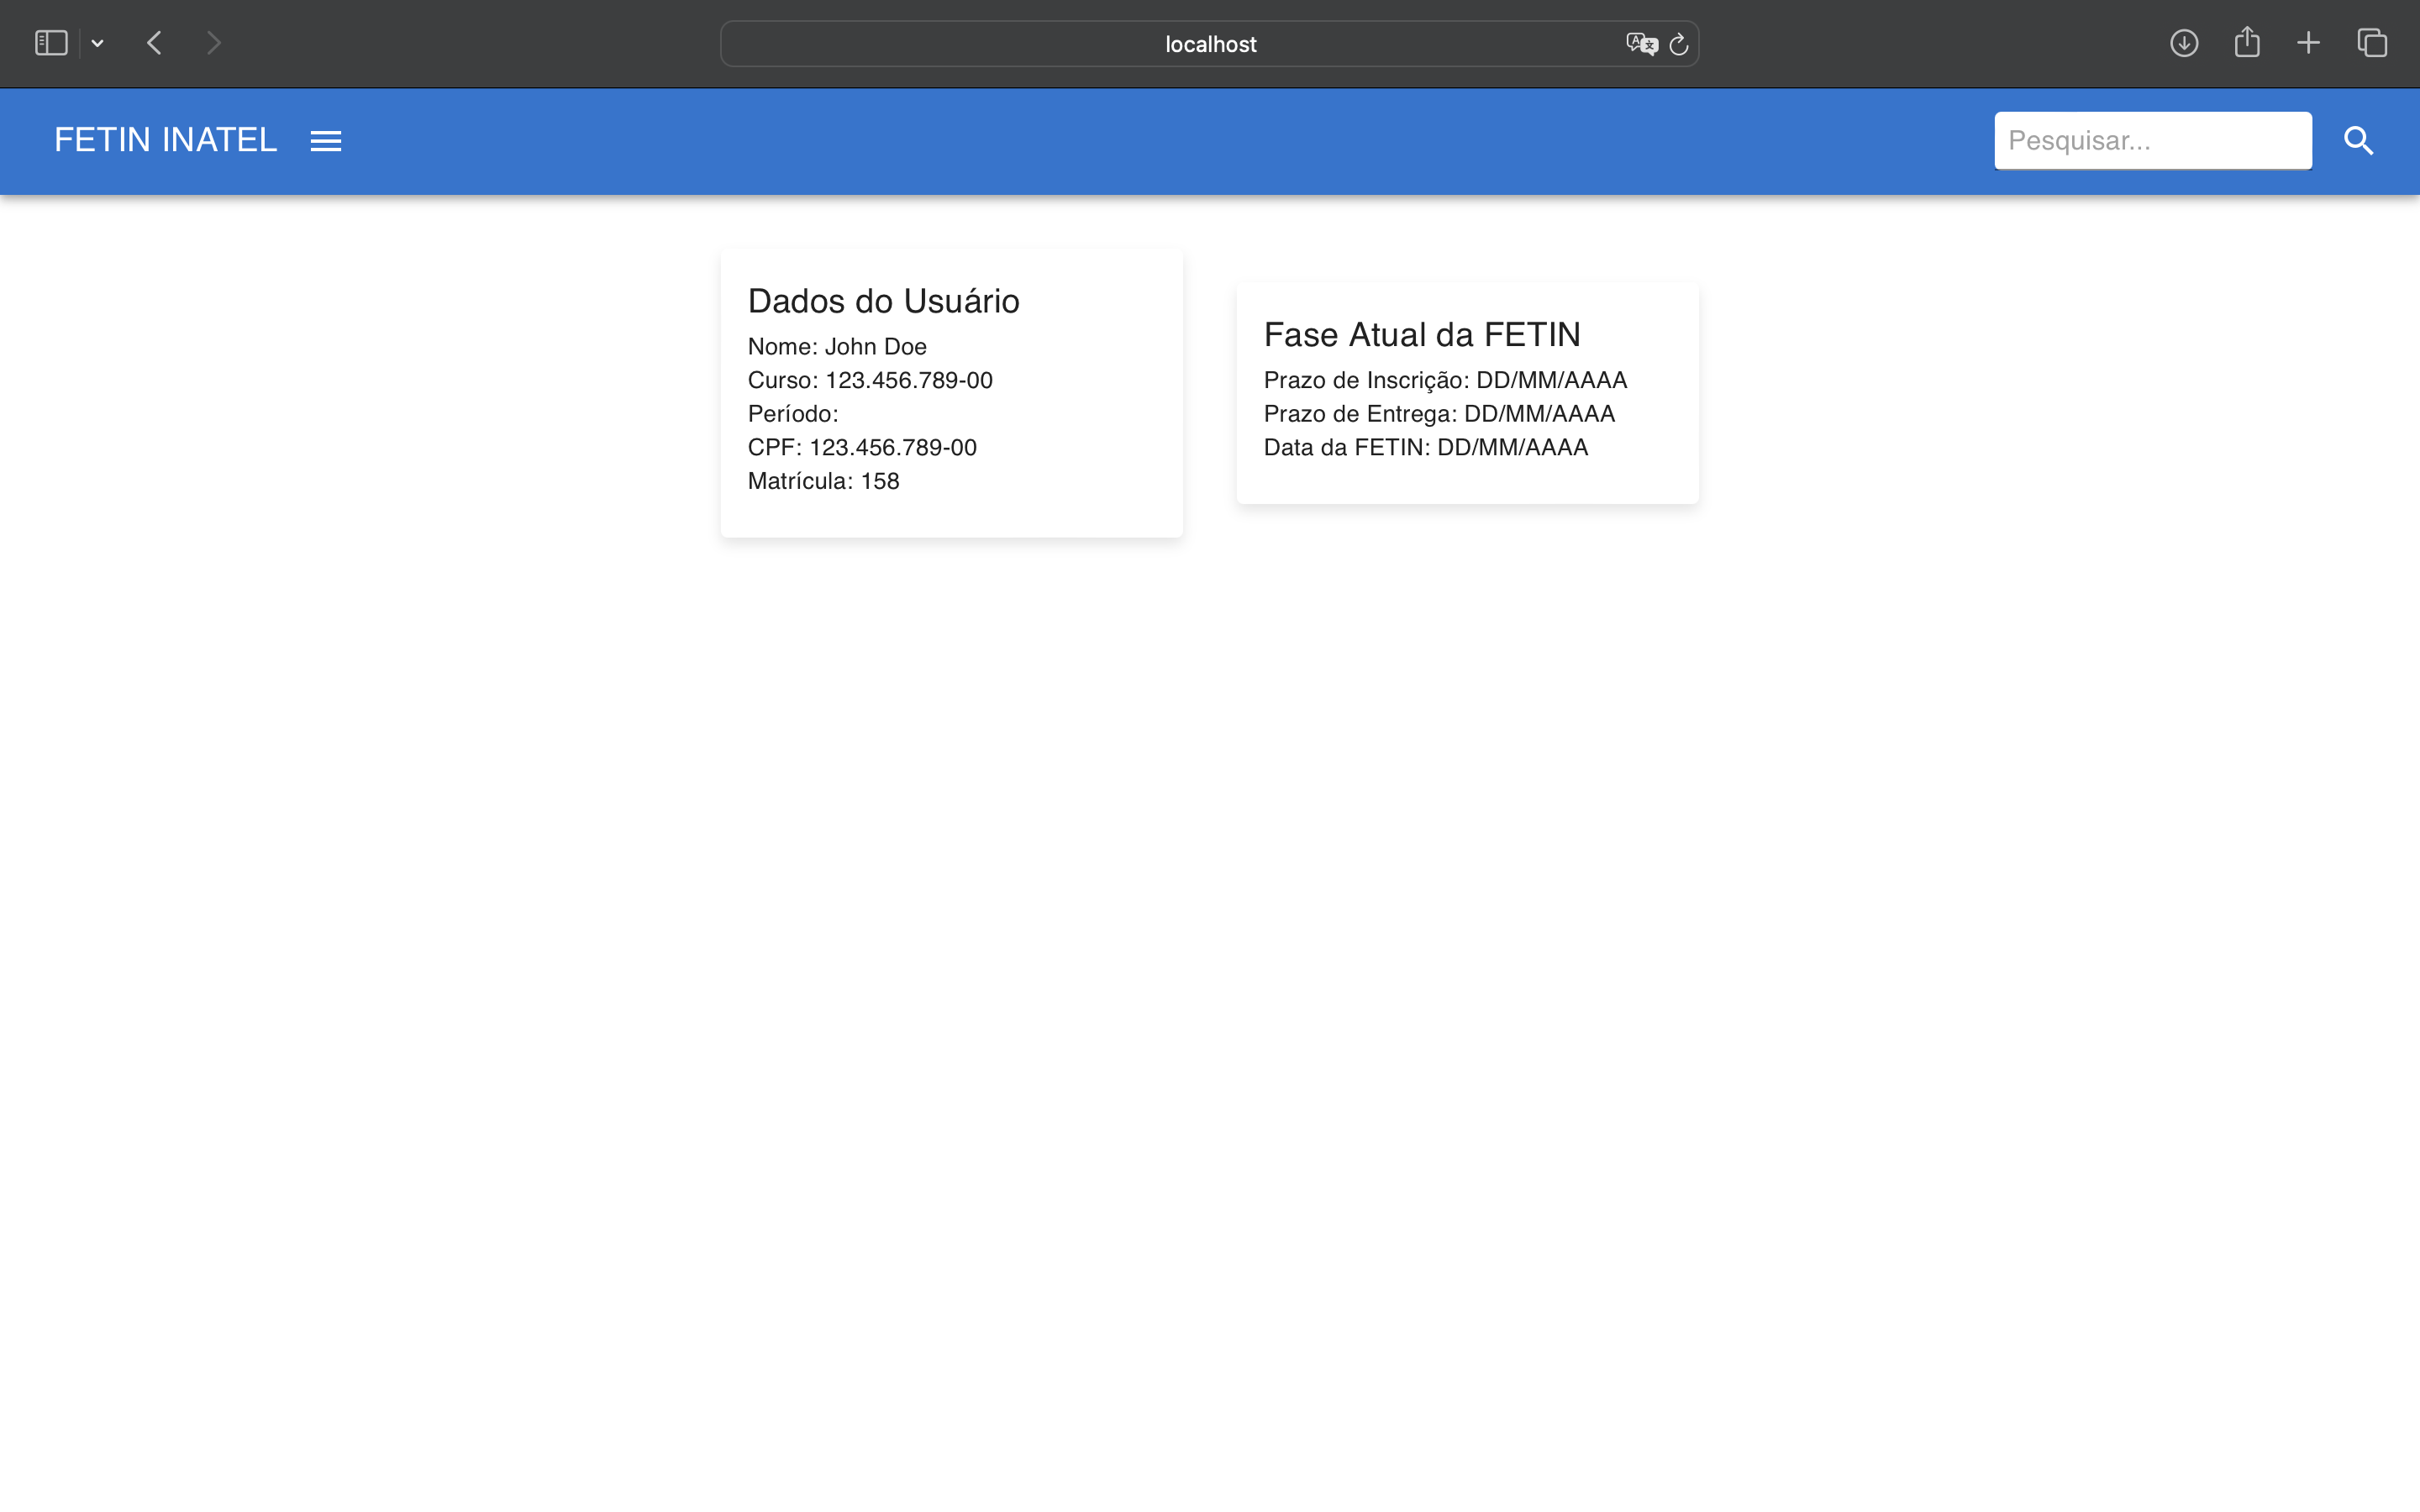 localhost
FETIN INATEL
Pesquisar...
Dados do Usuário
Nome: John Doe
Curso: 123.456.789-00
Período:
CPF: 123.456.789-00
Matrícula: 158
Fase Atual da FETIN
Prazo de Inscrição: DD/MM/AAAA
Prazo de Entrega: DD/MM/AAAA
Data da FETIN: DD/MM/AAAA